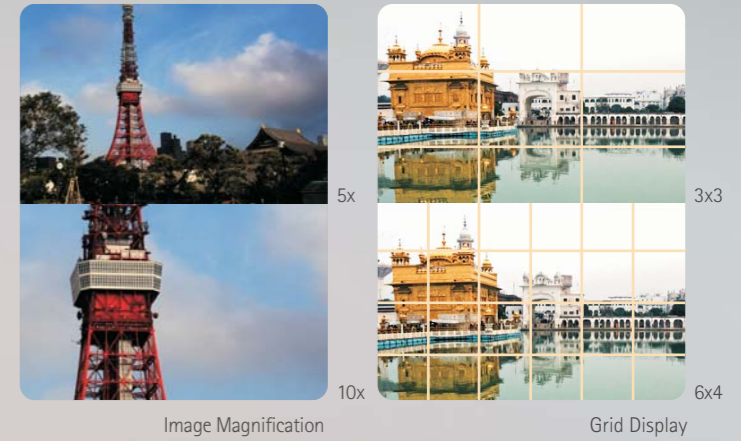 5x
3x3
10x
6x4
Image Magnification
Grid Display